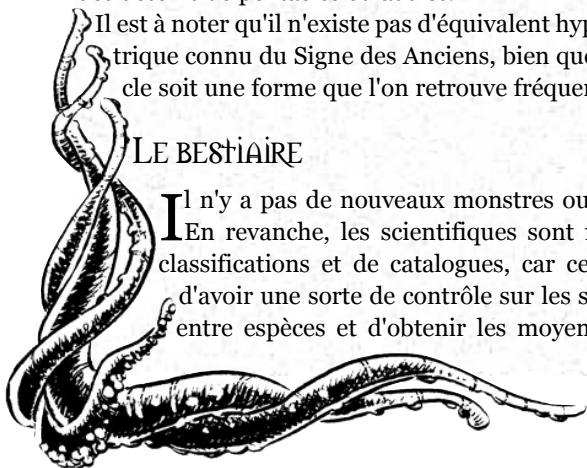 Il est à noter qu'il n'existe pas d'équivalent hyp
trique connu du Signe des Anciens, bien que
cle soit une forme que l'on retrouve fréquer
LE BESTIAIRE
Il n'y a pas de nouveaux monstres ou
En revanche, les scientifiques sont
classifications et de catalogues, car ce
d'avoir une sorte de contrôle sur les s
entre espèces et d'obtenir les moyen